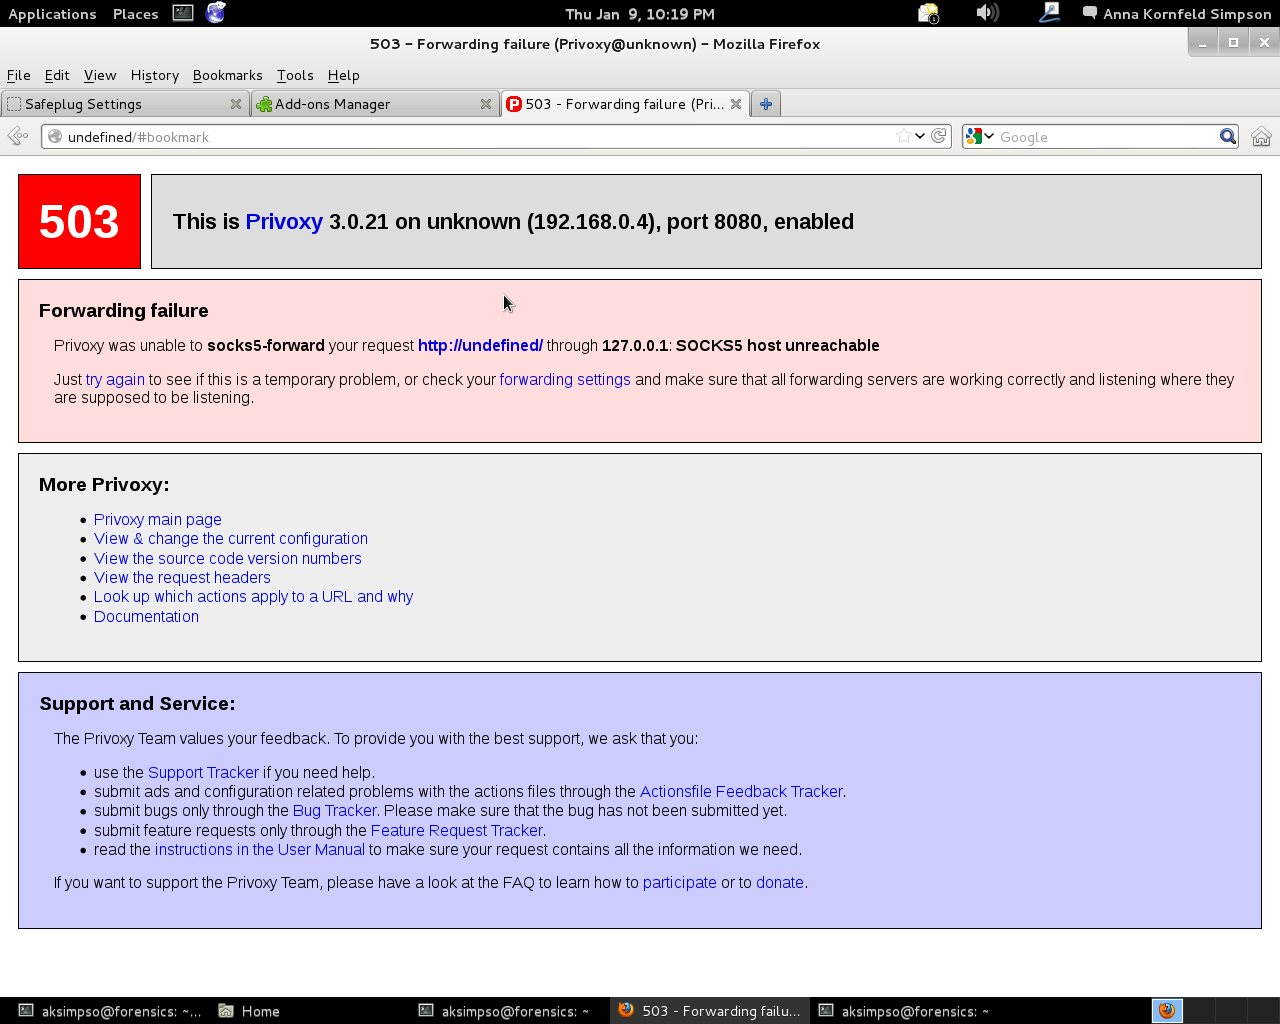 Applications Places Thu Jan 9, 10:19 PM 1 Anna Kornfeld Simpson
503 - Forwarding failure (Privoxy@unknown) - Mozilla Firefox
File Edit View History Bookmarks Tools Help
Safeplug Settings Add-ons Manager 503 - Forwarding failure (Pri...
undefined/#bookmark Google
503 This is Privoxy 3.0.21 on unknown (192.168.0.4), port 8080, enabled
Forwarding failure
Privoxy was unable to socks5-forward your request http://undefined/ through 127.0.0.1: SOCKS5 host unreachable
Just try again to see if this is a temporary problem, or check your forwarding settings and make sure that all forwarding servers are working correctly and listening where they
are supposed to be listening.
More Privoxy:
• Privoxy main page
• View & change the current configuration
• View the source code version numbers
• View the request headers
• Look up which actions apply to a URL and why
• Documentation
Support and Service:
The Privoxy Team values your feedback. To provide you with the best support, we ask that you:
• use the Support Tracker if you need help.
• submit ads and configuration related problems with the actions files through the Actionsfile Feedback Tracker.
• submit bugs only through the Bug Tracker. Please make sure that the bug has not been submitted yet.
• submit feature requests only through the Feature Request Tracker.
• read the instructions in the User Manual to make sure your request contains all the information we need.
If you want to support the Privoxy Team, please have a look at the FAQ to learn how to participate or to donate.
aksimpso@forensics: ~... Home aksimpso@forensics: ~ 503 - Forwarding failu... aksimpso@forensics: ~